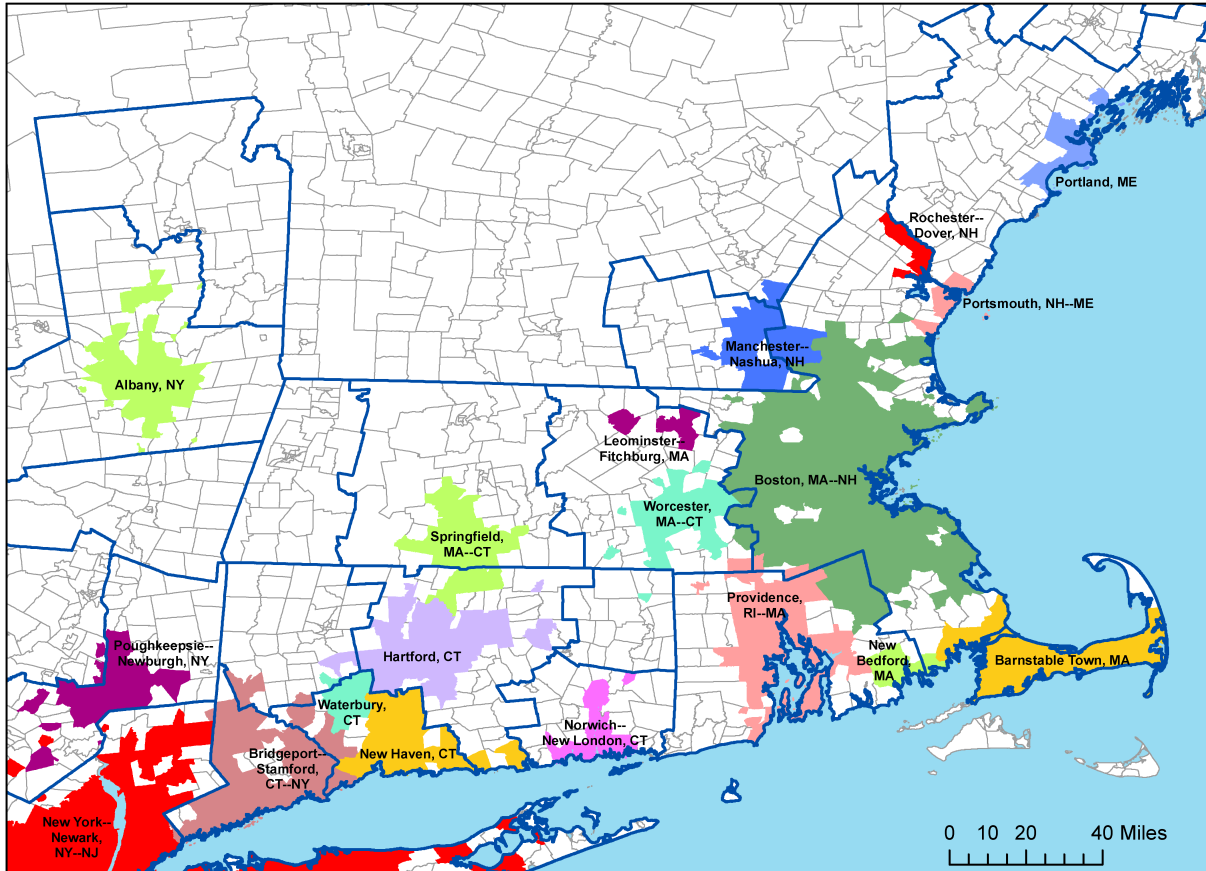 Portland, ME
Rochester--
Dover, NH
Portsmouth, NH--ME
Manchester--
Nashua, NH
Albany, NY
Leominster--
Fitchburg, MA
Boston, MA--NH
Worcester,
MA--CT
Springfield,
MA--CT
Providence,
RI--MA
Poughkeepsie--
Newburgh, NY
Hartford, CT
New
Bedford,
MA
Barnstable Town, MA
Waterbury,
CT
Norwich--
New London, CT
New Haven, CT
Bridgeport--
Stamford,
CT--NY
New York--
Newark,
NY--NJ
0 10 20 40 Miles